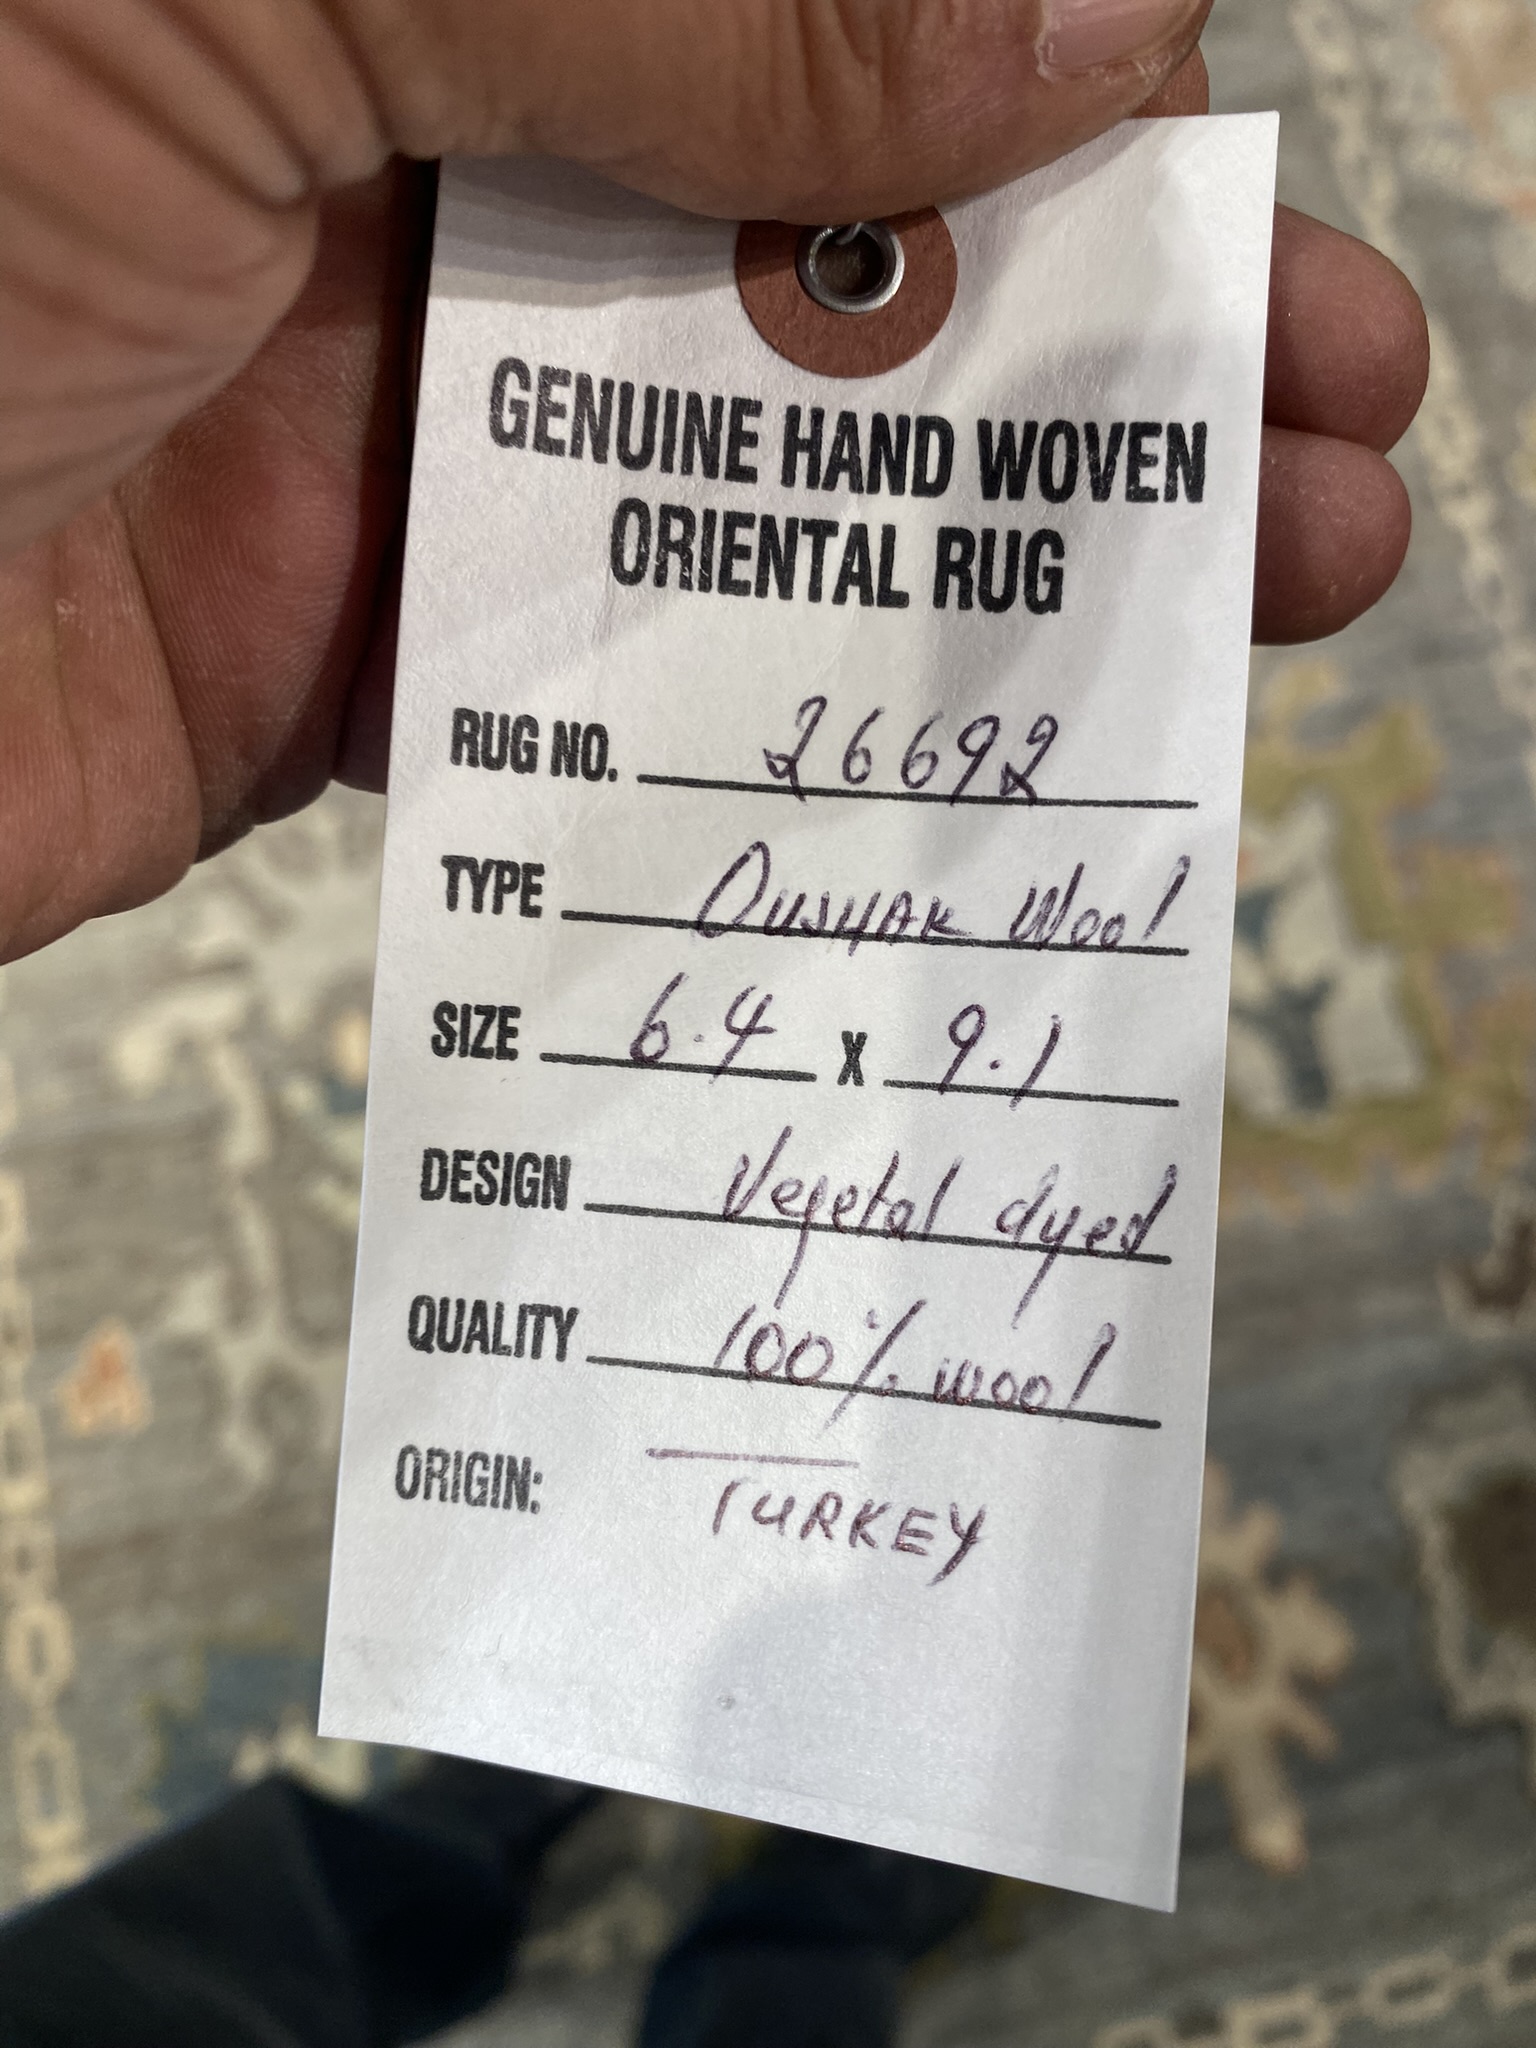 GENUINE HAND WOVEN
ORIENTAL RUG
RUG NO. 26692
TYPE OUSHAK Wool
SIZE 6.4 X 9.1
DESIGN Vegetal dyed
QUALITY 100% wool
ORIGIN: TURKEY